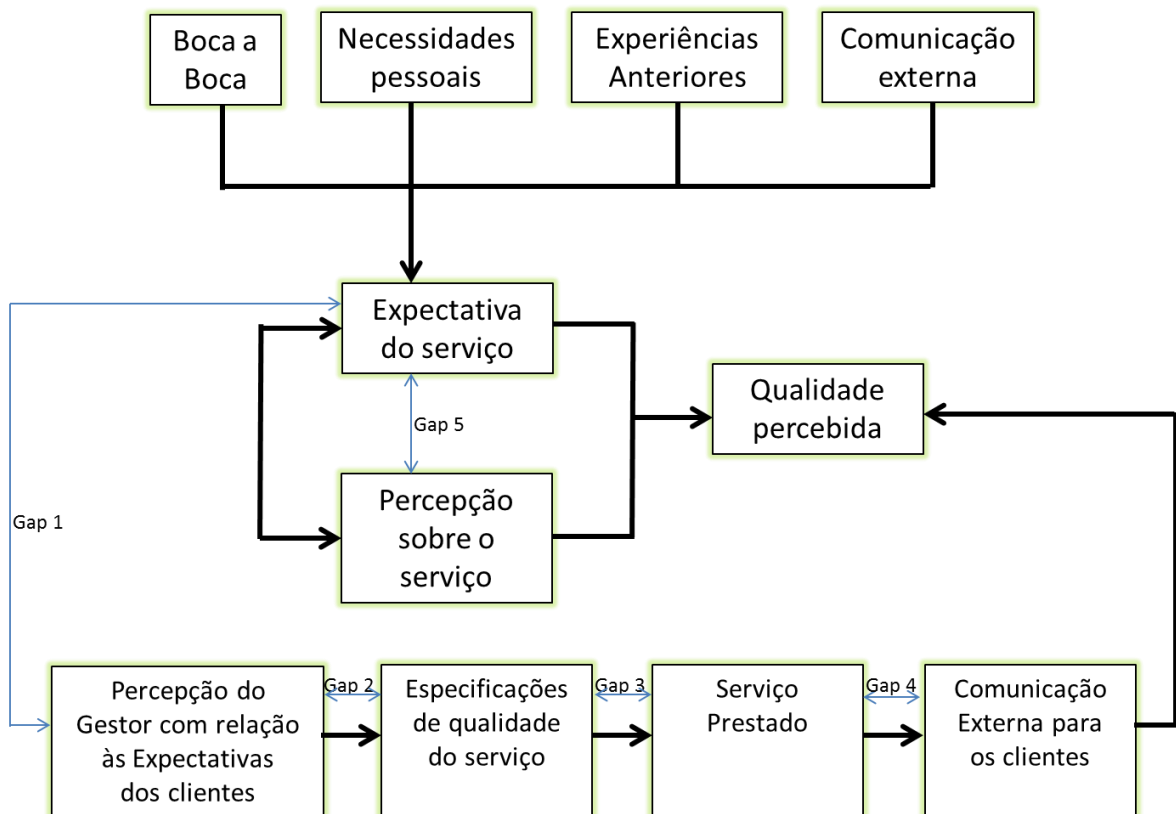 Boca a
Boca
Necessidades
pessoais
Experiências
Anteriores
Comunicação
externa
Expectativa
do serviço
Gap 5
Qualidade
percebida
Percepção
sobre o
serviço
Gap 1
Percepção do
Gestor com relação
às Expectativas
dos clientes
Gap 2
Especificações
de qualidade
do serviço
Gap 3
Serviço
Prestado
Gap 4
Comunicação
Externa para
os clientes